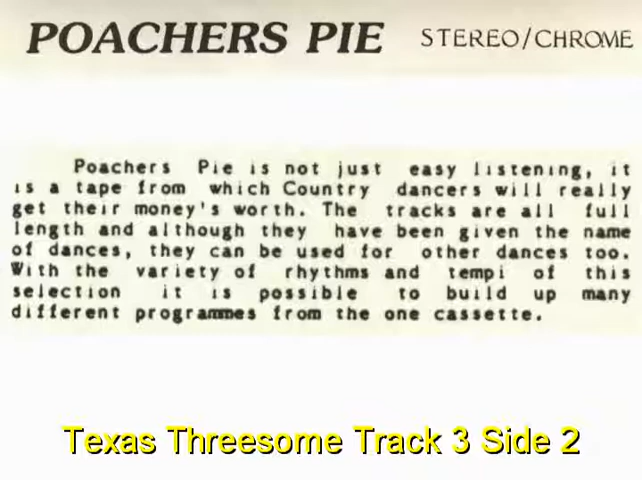 POACHERS PIE STEREO/CHROME
Poachers Pie is not just easy listening, it
is a tape from which Country dancers will really
get their money's worth. The tracks are all full
length and although they have been given the name
of dances, they can be used for other dances too.
With the variety of rhythms and tempi of this
selection it is possible to build up many
different programmes from the one cassette.
Texas Threesome Track 3 Side 2